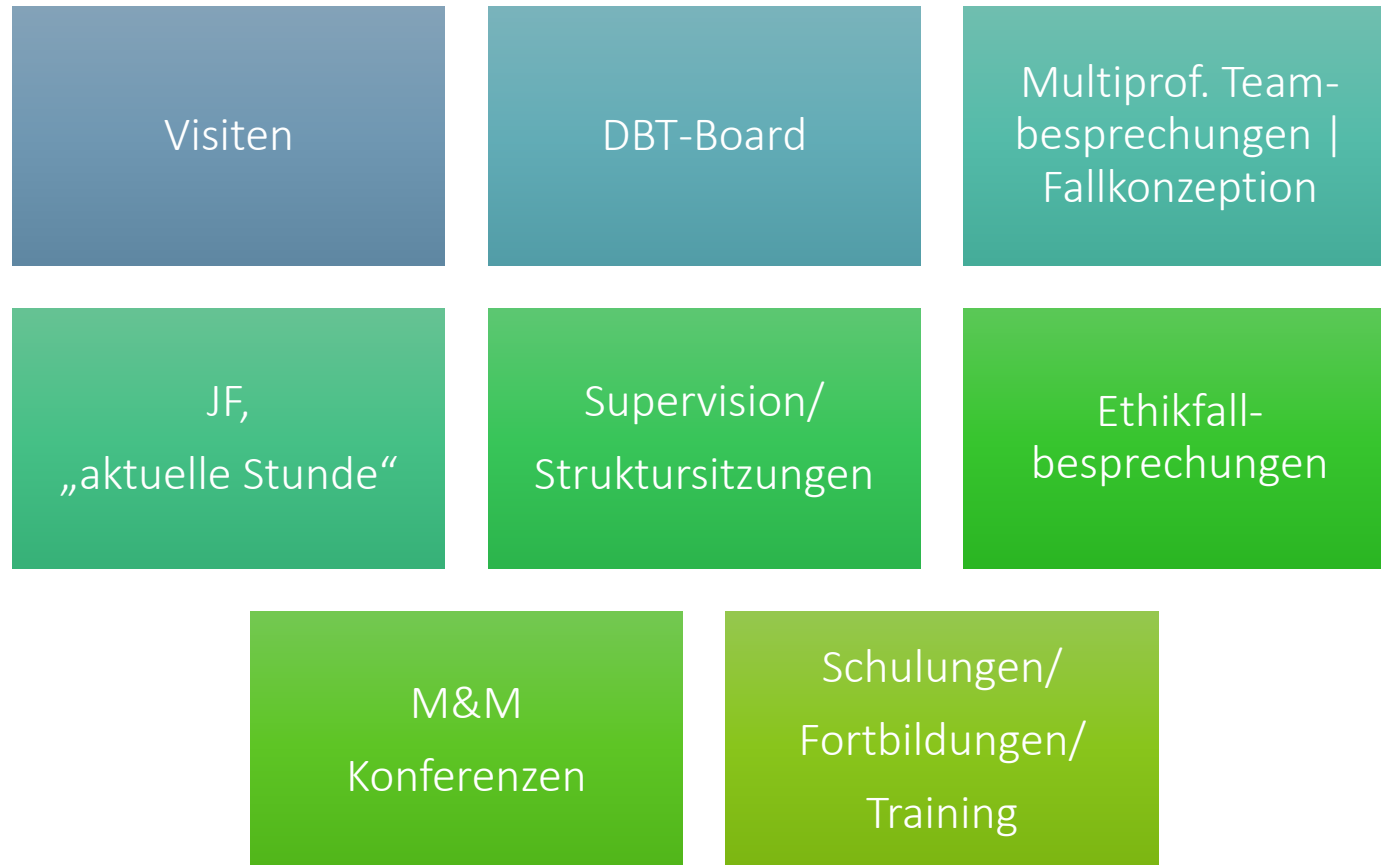 Visiten
DBT-Board
Multiprof. Team-
besprechungen |
Fallkonzeption
JF,
„aktuelle Stunde“
Supervision/
Struktursitzungen
Ethikfall-
besprechungen
M&M
Konferenzen
Schulungen/
Fortbildungen/
Training